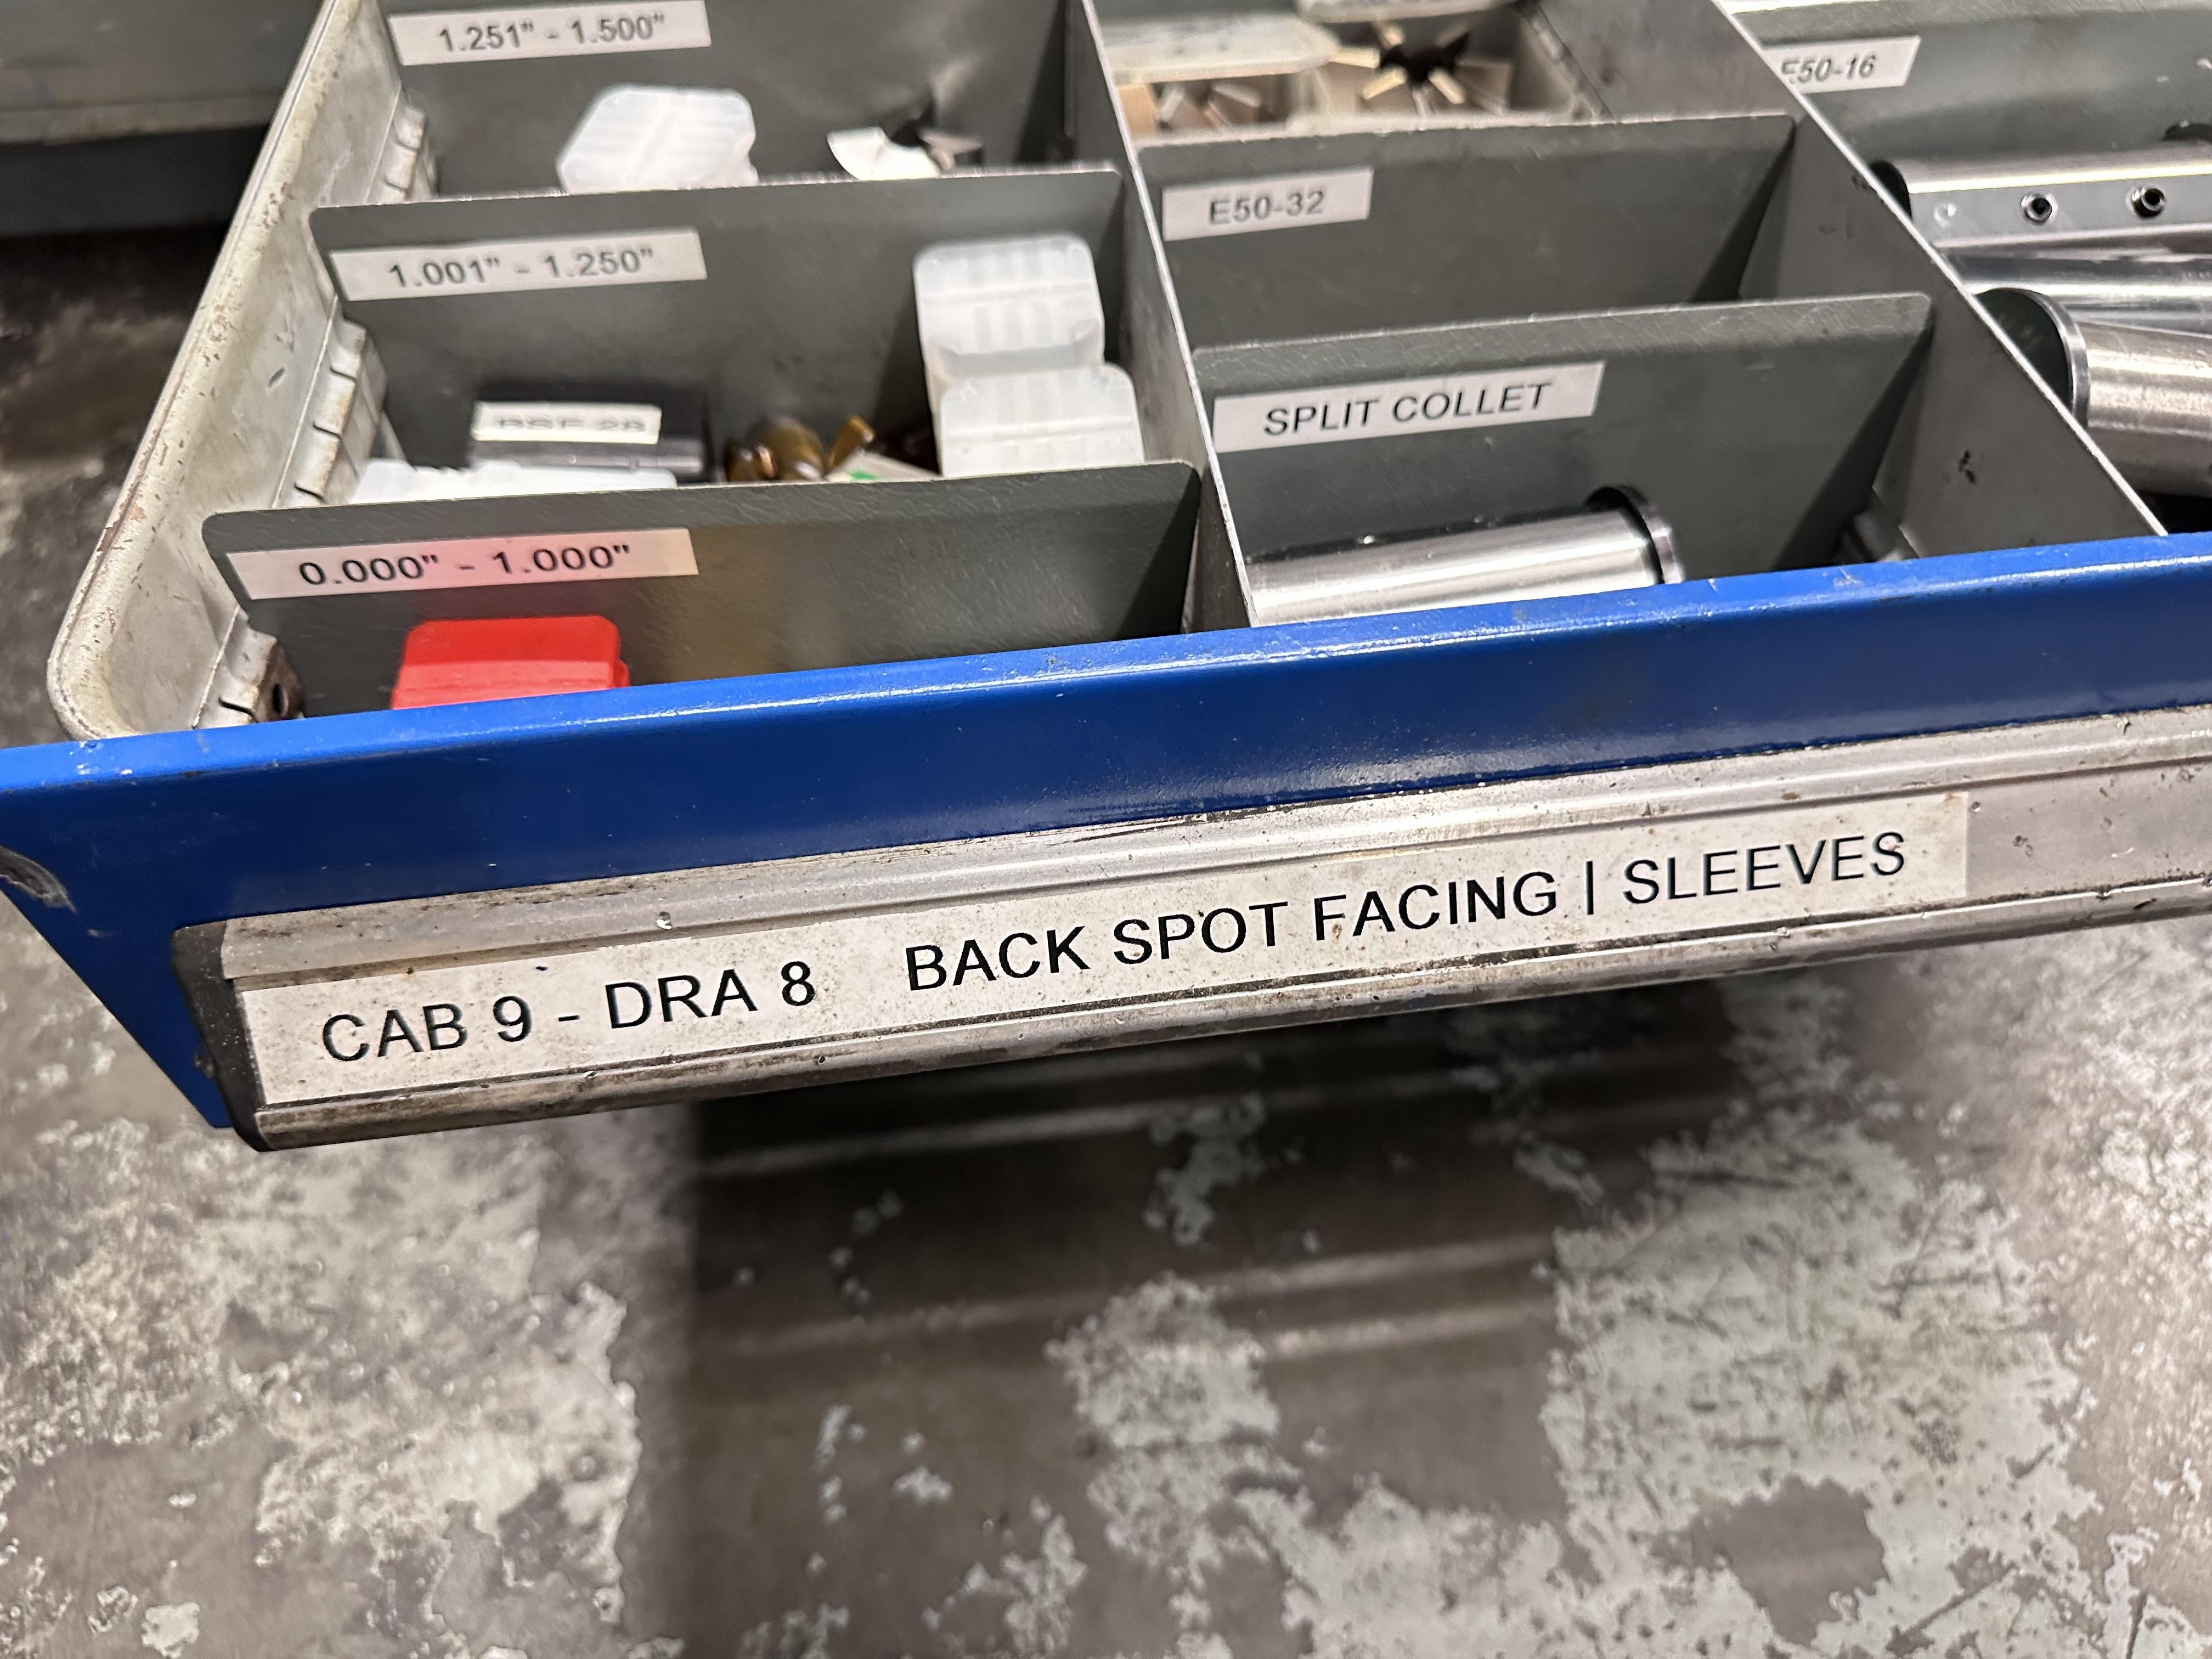 1.251" - 1.500"
E50-16
1.001" - 1.250"
E50-32
SPLIT COLLET
0.000" - 1.000"
CAB 9 - DRA 8 BACK SPOT FACING | SLEEVES